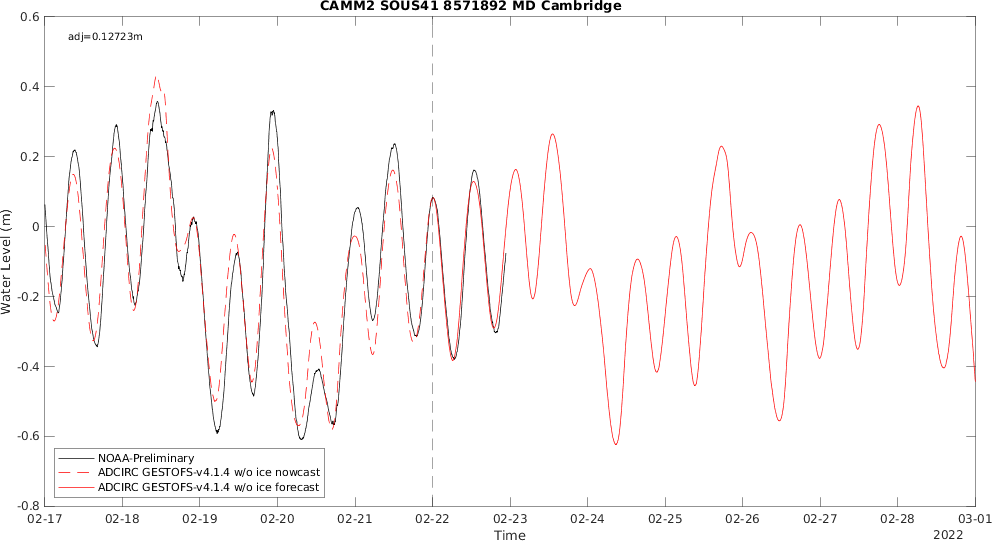 CAMM2 SOUS41 8571892 MD Cambridge
adj=0.12723m
0.6
0.4
0.2
0
-0.2
-0.4
-0.6
-0.8
Water Level (m)
NOAA-Preliminary
ADCIRC GESTOFS-v4.1.4 w/o ice nowcast
ADCIRC GESTOFS-v4.1.4 w/o ice forecast
02-17 02-18 02-19 02-20 02-21 02-22 02-23 02-24 02-25 02-26 02-27 02-28 03-01
Time
2022